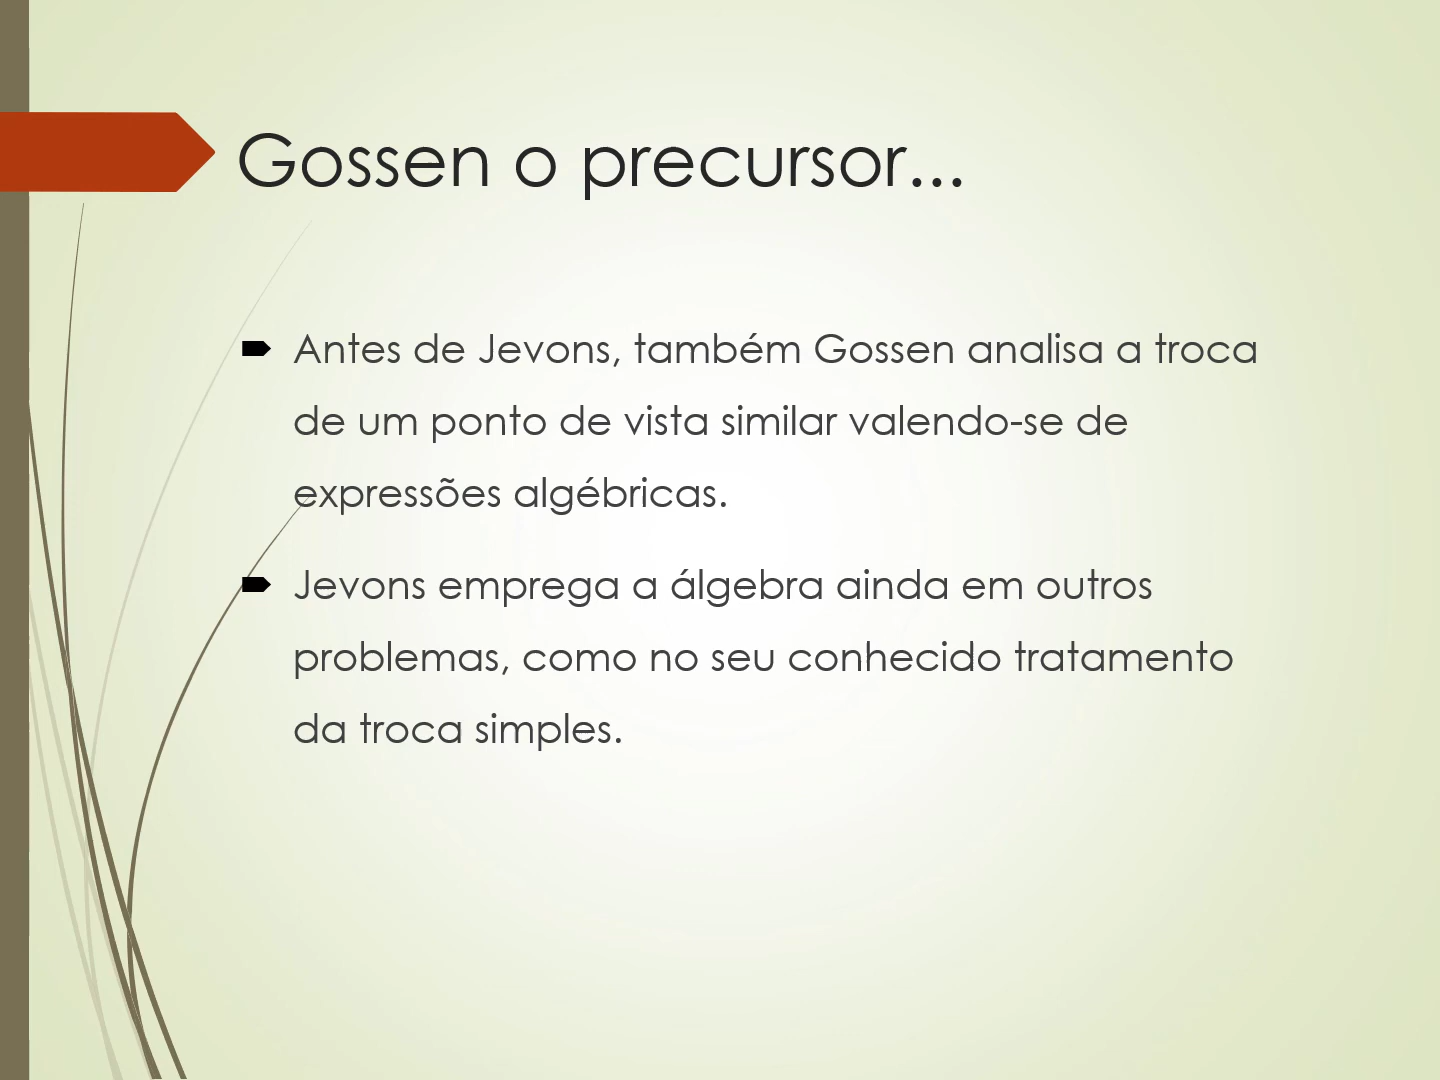 Gossen o precursor...
Antes de Jevons, também Gossen analisa a troca
de um ponto de vista similar valendo-se de
expressões algébricas.
Jevons emprega a álgebra ainda em outros
problemas, como no seu conhecido tratamento
da troca simples.